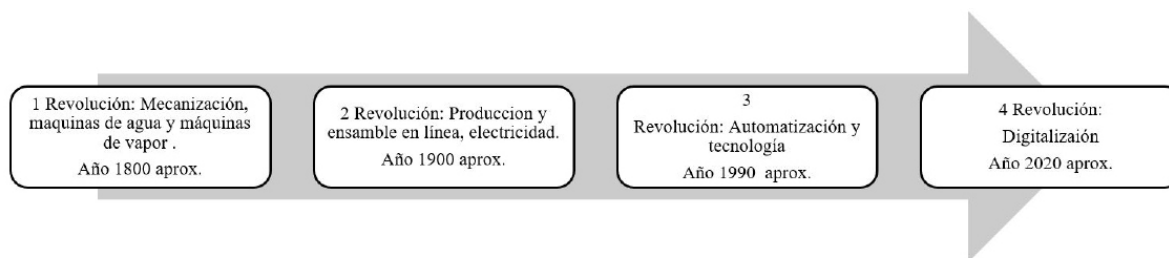 1 Revolución: Mecanización,
maquinas de agua y máquinas
de vapor .
Año 1800 aprox.
2 Revolución: Produccion y
ensamble en línea, electricidad.
Año 1900 aprox.
3
Revolución: Automatización y
tecnología
Año 1990 aprox.
4 Revolución:
Digitalizaión
Año 2020 aprox.